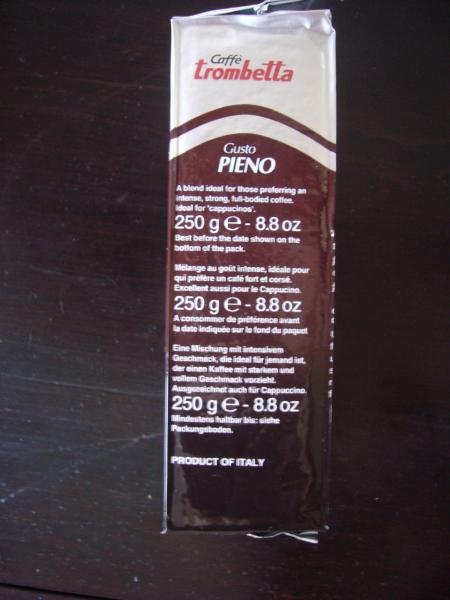 Caffè
trombetta
Gusto
PIENO
A blend ideal for those preferring an
intense, strong, full-bodied coffee.
Ideal for 'cappucinos'.
250 g ℮ - 8.8 oz
Best before the date shown on the
bottom of the pack.
Mélange au goût intense, idéale pour
qui préfère un café fort et corsé.
Excellent aussi pour le Cappucino.
250 g ℮ - 8.8 oz
A consommer de préférence avant
la date indiquée sur le fond du paquet
Eine Mischung mit intensivem
Geschmack, die ideal für jemand ist,
der einen Kaffee mit starkem und
vollem Geschmack vorzieht.
Ausgezeichnet auch für Cappuccino.
250 g ℮ - 8.8 oz
Mindestens haltbar bis: siehe
Packungsboden.
PRODUCT OF ITALY